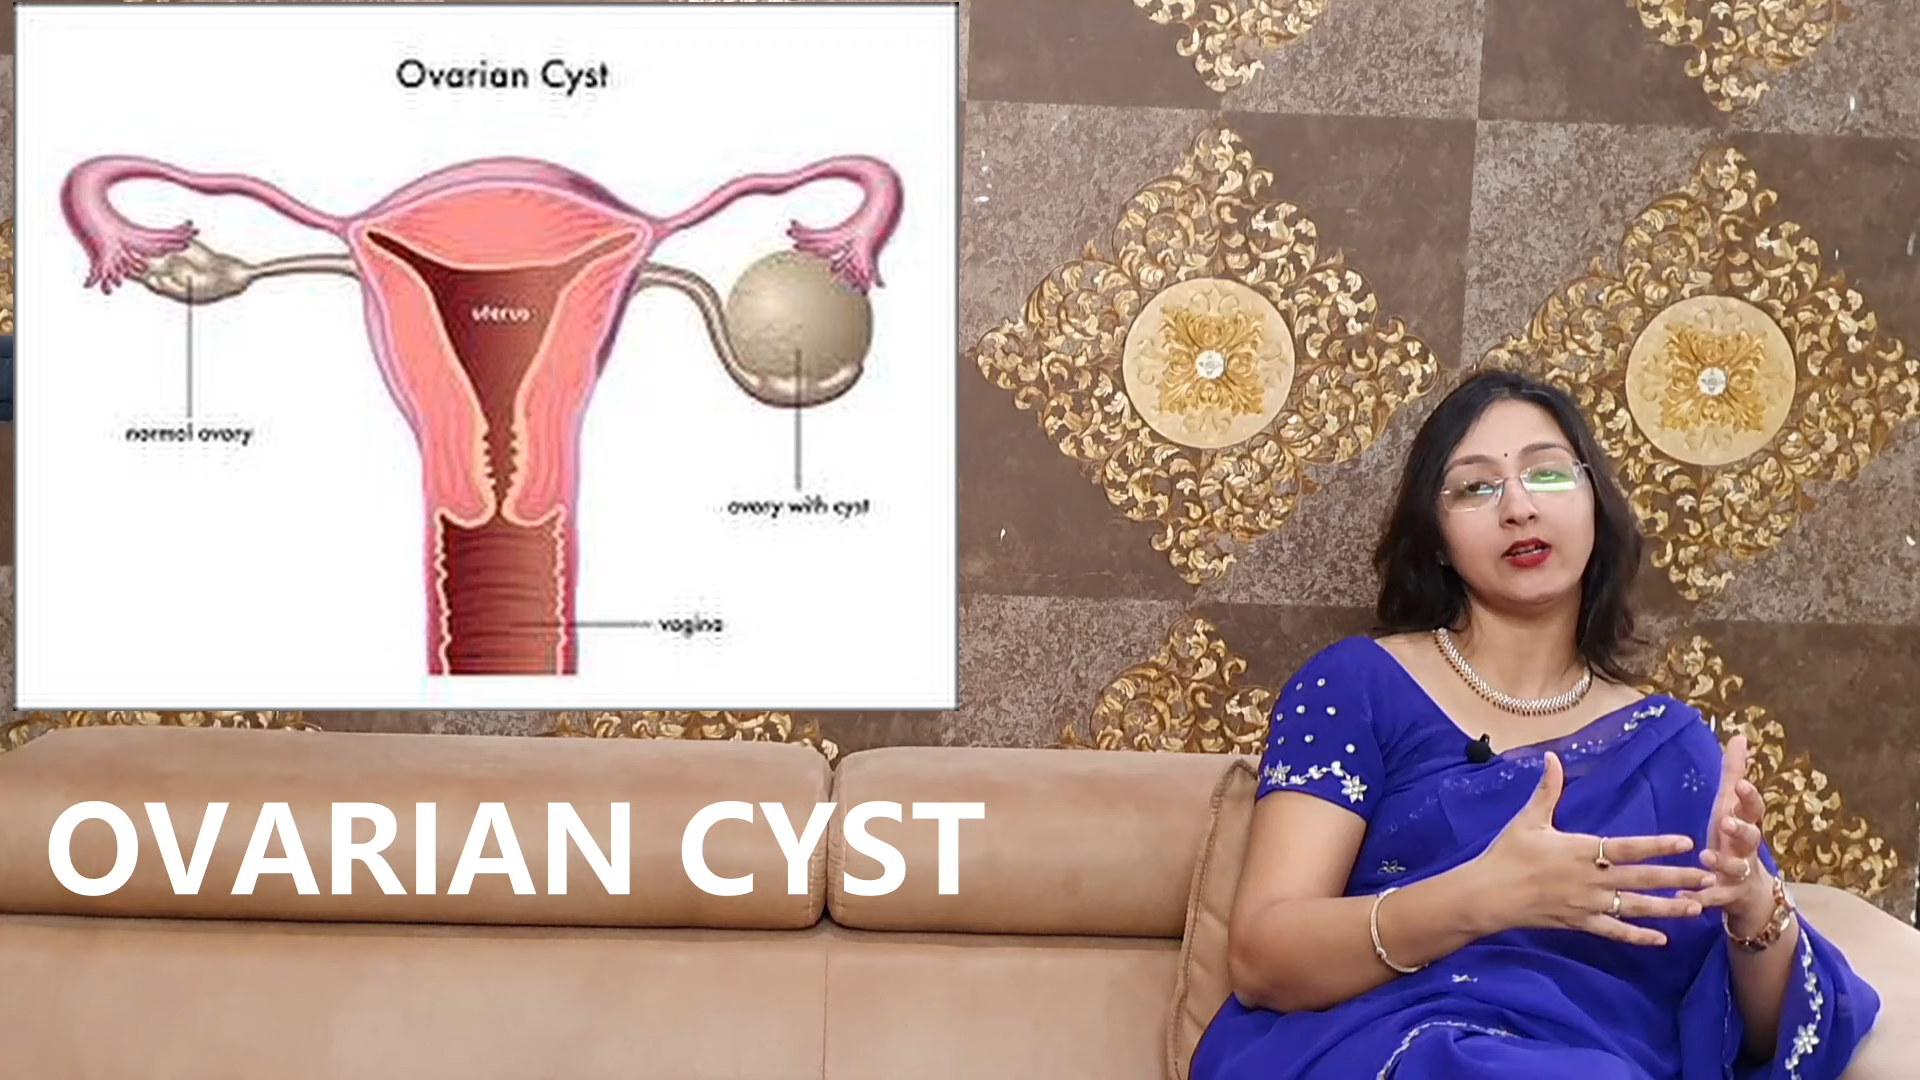 Ovarian Cyst
uterus
normal ovary
ovary with cyst
vagina
OVARIAN CYST